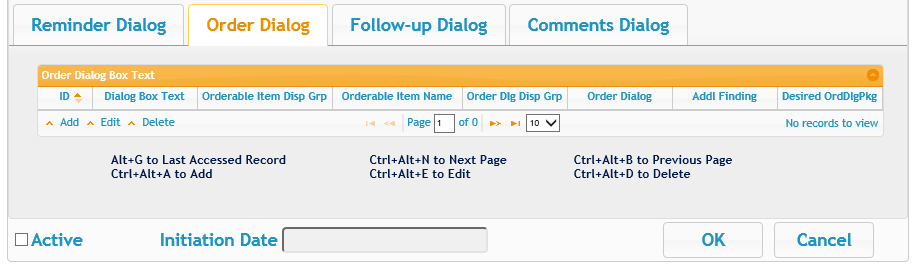 Reminder Dialog Order Dialog Follow-up Dialog Comments Dialog
Order Dialog Box Text
ID Dialog Box Text Orderable Item Disp Grp Orderable Item Name Order Dlg Disp Grp Order Dialog Addl Finding Desired OrdDlgPkg
Add Edit Delete Page 1 of 0 10 No records to view
Alt+G to Last Accessed Record Ctrl+Alt+N to Next Page Ctrl+Alt+B to Previous Page
Ctrl+Alt+A to Add Ctrl+Alt+E to Edit Ctrl+Alt+D to Delete
Active Initiation Date OK Cancel